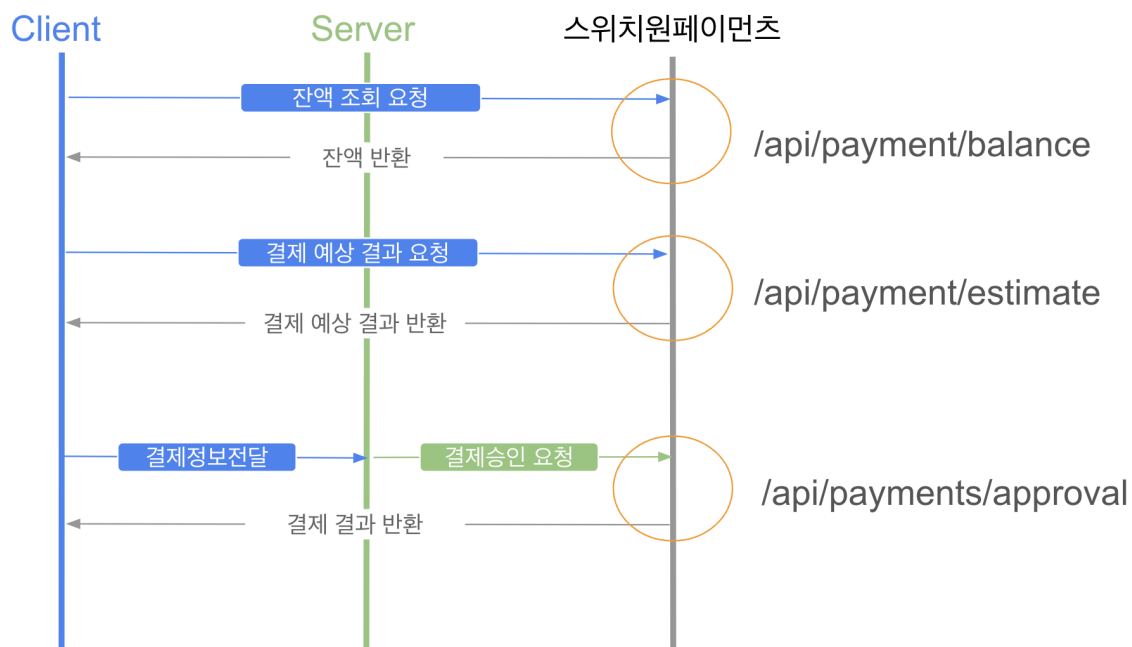 Client
Server
스위치원페이먼츠
잔액 조회 요청
/api/payment/balance
잔액 반환
결제 예상 결과 요청
/api/payment/estimate
결제 예상 결과 반환
결제정보전달
결제승인 요청
/api/payments/approval
결제 결과 반환